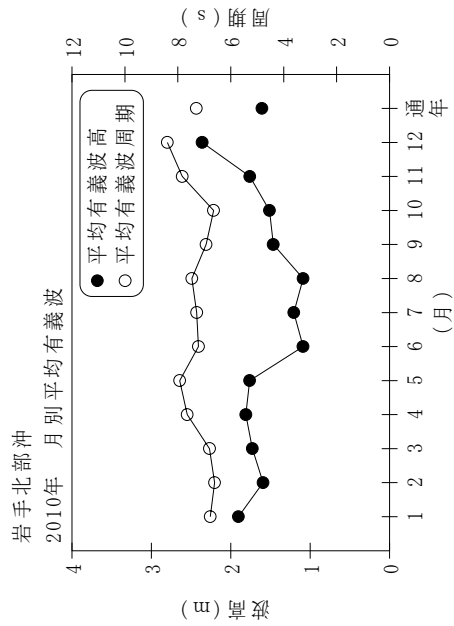 岩手北部沖
2010年 月別平均有義波
平均有義波高
平均有義波周期
波高(m)
4
3
2
1
0
周期(s)
12
10
8
6
4
2
0
1 2 3 4 5 6 7 8 9 10 11 12 通年
(月)